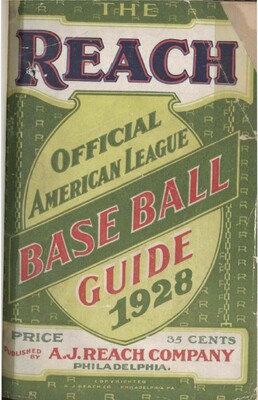 THE
REACH
OFFICIAL
AMERICAN LEAGUE
BASE BALL
GUIDE
1928
PRICE 35 CENTS
PUBLISHED BY A.J. REACH COMPANY
PHILADELPHIA.